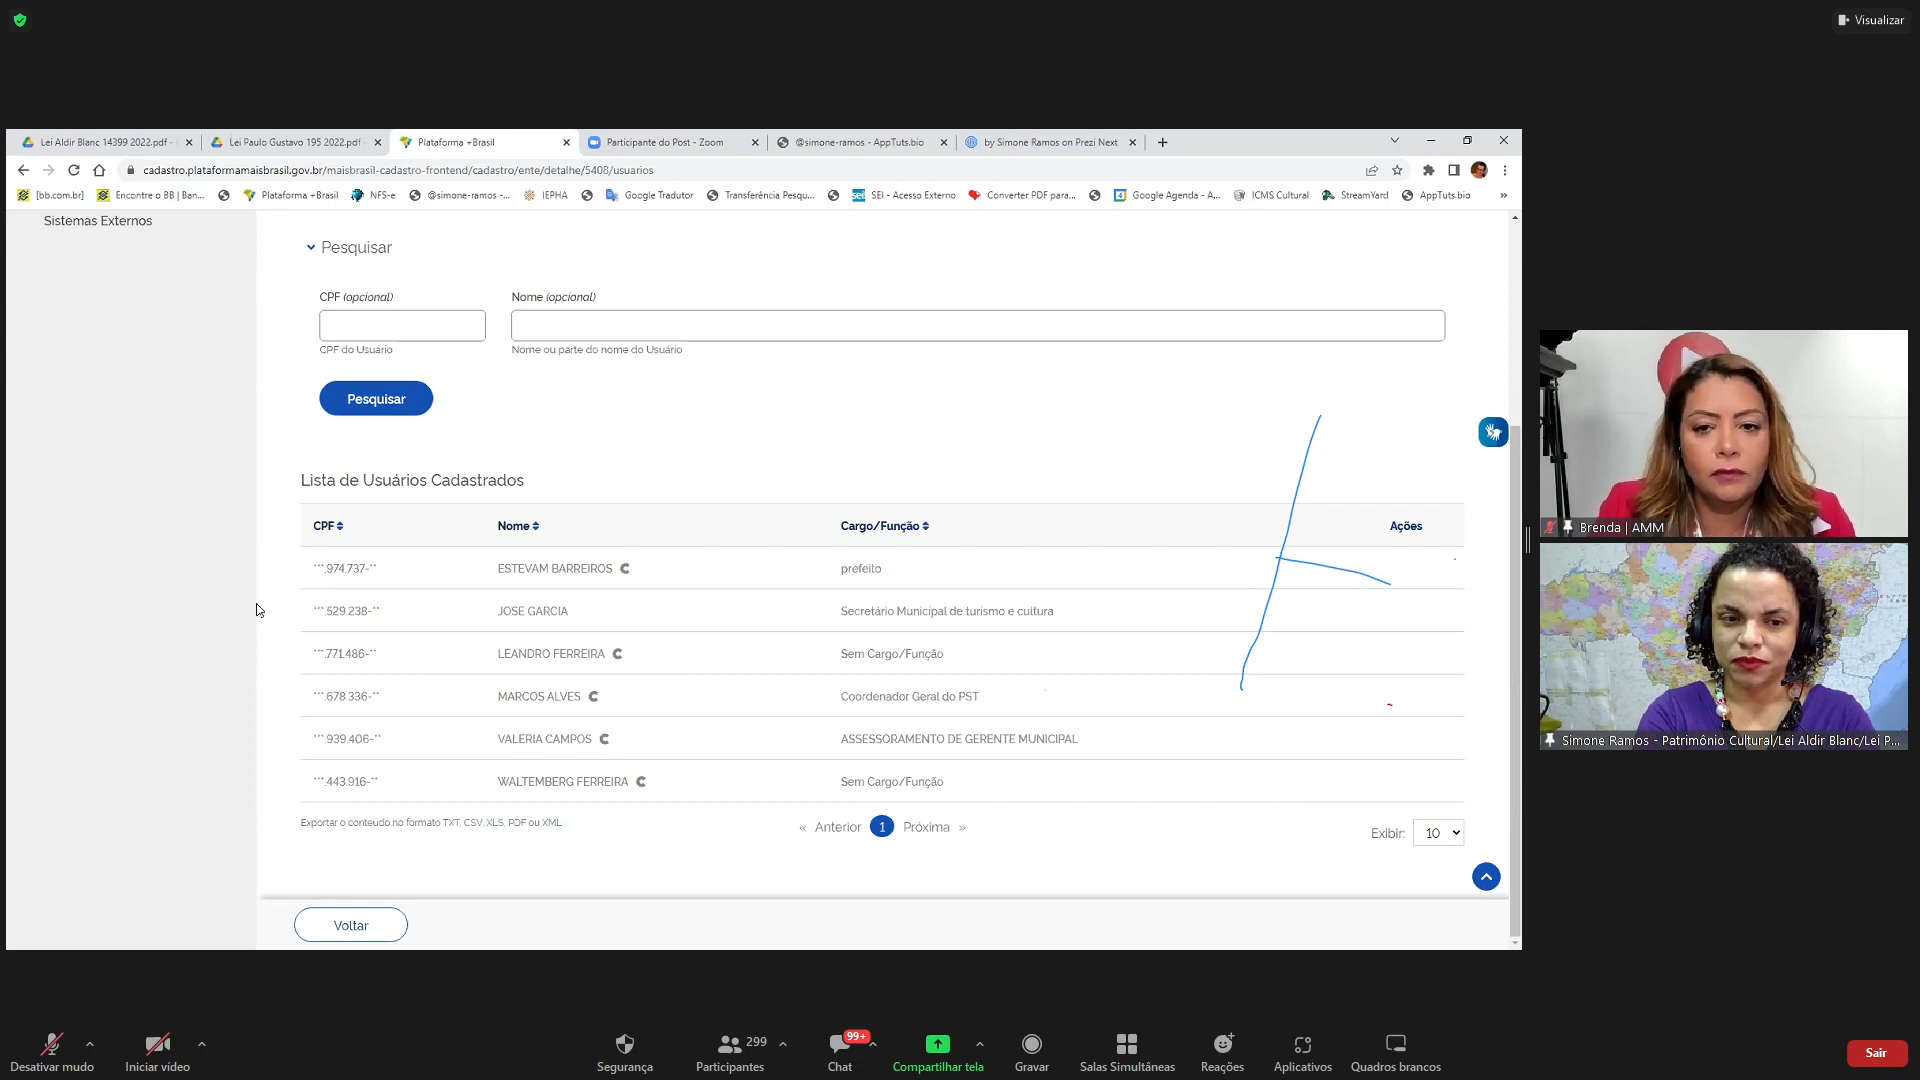 Visualizar
Lei Aldir Blanc 14399 2022.pdf -
Lei Paulo Gustavo 195 2022.pdf
Plataforma +Brasil
Participante do Post - Zoom
@simone-ramos - AppTuts.bio
by Simone Ramos on Prezi Next
cadastro.plataformamaisbrasil.gov.br/maisbrasil-cadastro-frontend/cadastro/ente/detalhe/5408/usuarios
[bb.com.br]
Encontre o BB | Ban...
Plataforma +Brasil
NFS-e
@simone-ramos -...
IEPHA
Google Tradutor
Transferência Pesqu...
SEI - Acesso Externo
Converter PDF para...
Google Agenda - A...
ICMS Cultural
StreamYard
AppTuts.bio
»
Sistemas Externos
Pesquisar
CPF (opcional)
Nome (opcional)
CPF do Usuário
Nome ou parte do nome do Usuário
Pesquisar
Lista de Usuários Cadastrados
CPF Nome Cargo/Função Ações
***.974.737-** ESTEVAM BARREIROS C prefeito
***.529.238-** JOSE GARCIA Secretário Municipal de turismo e cultura
***.771.486-** LEANDRO FERREIRA C Sem Cargo/Função
***.678.336-** MARCOS ALVES C Coordenador Geral do PST
***.939.406-** VALERIA CAMPOS C ASSESSORAMENTO DE GERENTE MUNICIPAL
***.443.916-** WALTEMBERG FERREIRA C Sem Cargo/Função
Exportar o conteúdo no formato TXT, CSV, XLS, PDF ou XML
« Anterior 1 Próxima »
Exibir: 10
Voltar
Brenda | AMM
Simone Ramos - Patrimônio Cultural/Lei Aldir Blanc/Lei P...
Desativar mudo
Iniciar vídeo
Segurança
299
Participantes
99+
Chat
Compartilhar tela
Gravar
Salas Simultâneas
Reações
Aplicativos
Quadros brancos
Sair